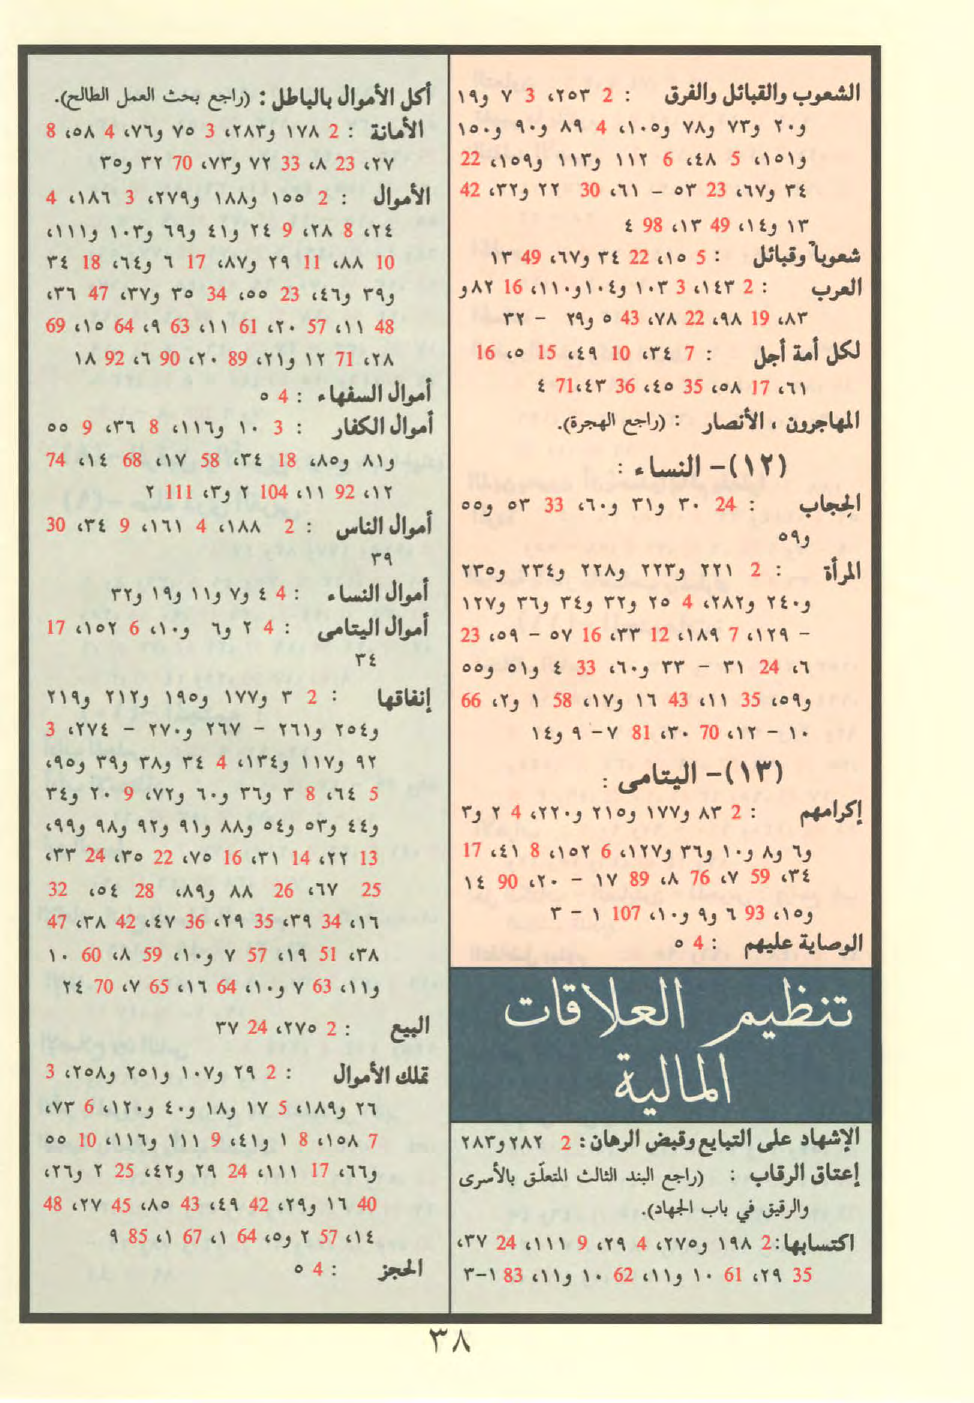 الشعوب والقبائل والفرق : 2 ٢٥٣، 3 ٧ و١٩
و٢٠ و٧٣ و٧٨ و١٠٥، 4 ٨٩ و٩٠ و١٥٠
و١٥١، 5 ٤٨، 6 ١١٢ و١١٣ و١٥٩، 22
٣٤ و٦٧، 23 ٥٣ – ٦١، 30 ٢٢ و٣٢، 42
١٣ و١٤، 49 ١٣، 98 ٤
شعوباً وقبائل : 5 ١٥، 22 ٣٤ و٦٧، 49 ١٣
العرب : 2 ١٤٣، 3 ١٠٣ و١٠٤ و١١٠، 16 ٨٢ و
٨٣، 19 ٩٨، 22 ٧٨، 43 ٥ و٢٩ – ٣٢
لكل أمة أجل : 7 ٣٤، 10 ٤٩، 15 ٥، 16
٦١، 17 ٥٨، 35 ٤٥، 36 ٤٣، 71 ٤
المهاجرون ، الأنصار : (راجع الهجرة).
(١٢) – النساء :
الحِجاب : 24 ٣٠ و٣١ و٦٠، 33 ٥٣ و٥٥
و٥٩
المرأة : 2 ٢٢١ و٢٢٣ و٢٢٨ و٢٣٤ و٢٣٥
و٢٤٠ و٢٨٢، 4 ٢٥ و٣٢ و٣٤ و٣٦ و١٢٧
– ١٢٩، 7 ١٨٩، 12 ٣٣، 16 ٥٧ – ٥٩، 23
٦، 24 ٣١ – ٣٣ و٦٠، 33 ٤ و٥١ و٥٥
و٥٩، 35 ١١، 43 ١٦ و١٧، 58 ١ و٢، 66
١٠ – ١٢، 70 ٣٠، 81 ٧ – ٩ و١٤
(١٣) – اليتامى :
إكرامهم : 2 ٨٣ و١٧٧ و٢١٥ و٢٢٠، 4 ٢ و٣
و٦ و٨ و١٠ و٣٦ و١٢٧، 6 ١٥٢، 8 ٤١، 17
٣٤، 59 ٧، 76 ٨، 89 ١٧ – ٢٠، 90 ١٤
و١٥، 93 ٦ و٩ و١٠، 107 ١ – ٣
الوصاية عليهم : 4 ٥
تنظيم العلاقات
المالية
الإشهاد على التبايع وقبض الرهان : 2 ٢٨٢ و٢٨٣
إعتاق الرقاب : (راجع البند الثالث المتعلّق بالأسرى
والرقيق في باب الجهاد).
اكتسابها : 2 ١٩٨ و٢٧٥، 4 ٢٩، 9 ١١١، 24 ٣٧،
35 ٢٩، 61 ١٠ و١١، 62 ١٠ و١١، 83 ١–٣
أكل الأموال بالباطل : (راجع بحث العمل الطالح).
الأمانة : 2 ١٧٨ و٢٨٣، 3 ٧٥ و٧٦، 4 ٥٨، 8
٢٧، 23 ٨، 33 ٧٢ و٧٣، 70 ٣٢ و٣٥
الأموال : 2 ١٥٥ و١٨٨ و٢٧٩، 3 ١٨٦، 4
٢٤، 8 ٢٨، 9 ٢٤ و٤١ و٦٩ و١٠٣ و١١١،
10 ٨٨، 11 ٢٩ و٨٧، 17 ٦ و٦٤، 18 ٣٤
و٣٩ و٤٦، 23 ٥٥، 34 ٣٥ و٣٧، 47 ٣٦،
48 ١١، 57 ٢٠، 61 ١١، 63 ٩، 64 ١٥، 69
٢٨، 71 ١٢ و٢١، 89 ٢٠، 90 ٦، 92 ١٨
أموال السفهاء : 4 ٥
أموال الكفار : 3 ١٠ و١١٦، 8 ٣٦، 9 ٥٥
و٨١ و٨٥، 18 ٣٤، 58 ١٧، 68 ١٤، 74
١٢، 92 ١١، 104 ٢ و٣، 111 ٢
أموال الناس : 2 ١٨٨، 4 ١٦١، 9 ٣٤، 30
٣٩
أموال النساء : 4 ٤ و٧ و١١ و١٩ و٣٢
أموال اليتامى : 4 ٢ و٦ و١٠، 6 ١٥٢، 17
٣٤
إنفاقها : 2 ٣ و١٧٧ و١٩٥ و٢١٢ و٢١٩
و٢٥٤ و٢٦١ – ٢٦٧ و٢٧٠ – ٢٧٤، 3
٩٢ و١١٧ و١٣٤، 4 ٣٤ و٣٨ و٣٩ و٩٥،
5 ٦٤، 8 ٣ و٣٦ و٦٠ و٧٢، 9 ٢٠ و٣٤
و٤٤ و٥٣ و٥٤ و٨٨ و٩١ و٩٢ و٩٨ و٩٩،
13 ٢٢، 14 ٣١، 16 ٧٥، 22 ٣٥، 24 ٣٣،
25 ٦٧، 26 ٨٨ و٨٩، 28 ٥٤، 32
١٦، 34 ٣٩، 35 ٢٩، 36 ٤٧، 42 ٣٨، 47
٣٨، 51 ١٩، 57 ٧ و١٠، 59 ٨، 60 ١٠
و١١، 63 ٧ و١٠، 64 ١٦، 65 ٧، 70 ٢٤
البيع : 2 ٢٧٥، 24 ٣٧
تملك الأموال : 2 ٢٩ و١٠٧ و٢٥١ و٢٥٨، 3
٢٦ و١٨٩، 5 ١٧ و١٨ و٤٠ و١٢٠، 6 ٧٣،
7 ١٥٨، 8 ١ و٤١، 9 ١١١ و١١٦، 10 ٥٥
و٦٦، 17 ١١١، 24 ٢٩ و٤٢، 25 ٢ و٢٦،
40 ١٦ و٢٩، 42 ٤٩، 43 ٨٥، 45 ٢٧، 48
١٤، 57 ٢ و٥، 64 ١، 67 ١، 85 ٩
الحجز : 4 ٥
٣٨